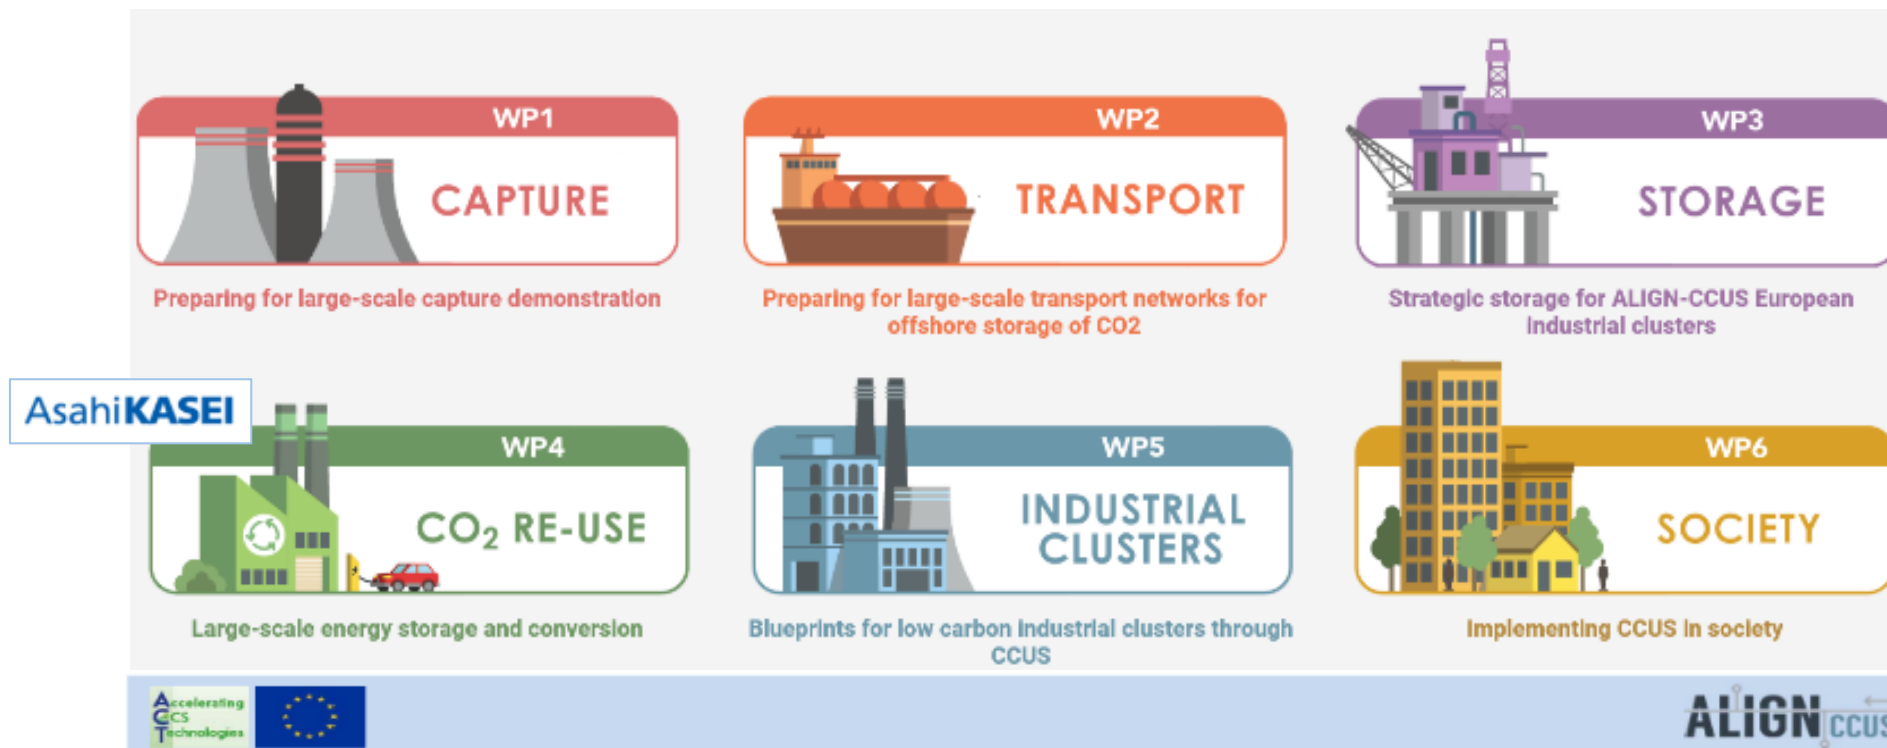 WP1
CAPTURE
Preparing for large-scale capture demonstration
WP2
TRANSPORT
Preparing for large-scale transport networks for
offshore storage of CO2
WP3
STORAGE
Strategic storage for ALIGN-CCUS European
Industrial clusters
AsahiKASEI
WP4
CO₂ RE-USE
Large-scale energy storage and conversion
WP5
INDUSTRIAL
CLUSTERS
Blueprints for low carbon industrial clusters through
CCUS
WP6
SOCIETY
Implementing CCUS in society
Accelerating
CCS
Technologies
ALIGN CCUS